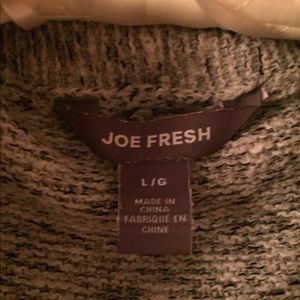 JOE FRESH
L/G
MADE IN
CHINA
FABRIQUÉ EN
CHINE